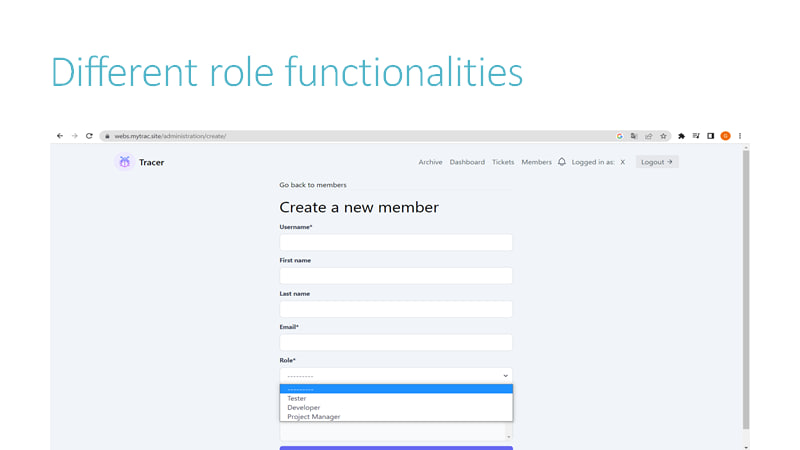 Different role functionalities
webs.mytrac.site/administration/create/
G
Tracer
Archive Dashboard Tickets Members Logged in as: X Logout →
Go back to members
Create a new member
Username*
First name
Last name
Email*
Role*
---------
---------
Tester
Developer
Project Manager